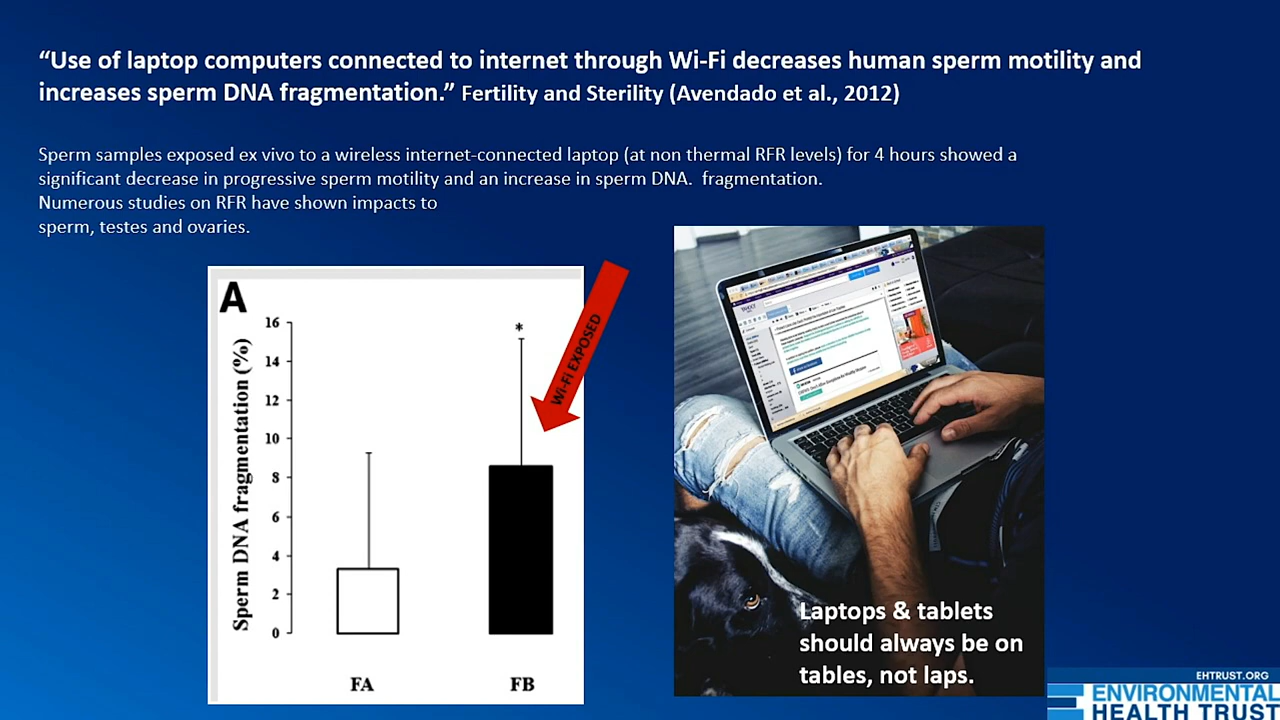 “Use of laptop computers connected to internet through Wi-Fi decreases human sperm motility and
increases sperm DNA fragmentation.” Fertility and Sterility (Avendado et al., 2012)
Sperm samples exposed ex vivo to a wireless internet-connected laptop (at non thermal RFR levels) for 4 hours showed a
significant decrease in progressive sperm motility and an increase in sperm DNA.  fragmentation.
Numerous studies on RFR have shown impacts to
sperm, testes and ovaries.
A
Sperm DNA fragmentation (%)
16
14
12
10
8
6
4
2
0
*
Wi-Fi EXPOSED
FA
FB
YAHOO!
Laptops & tablets
should always be on
tables, not laps.
EHTRUST.ORG
ENVIRONMENTAL
HEALTH TRUST